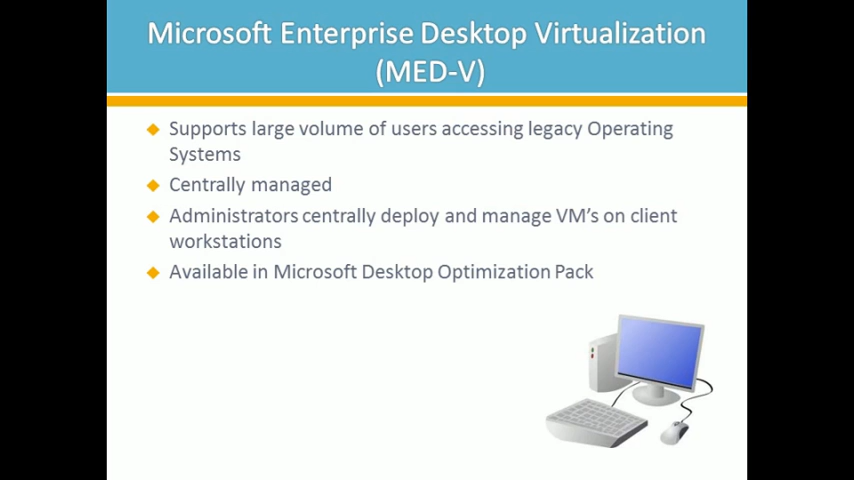 Microsoft Enterprise Desktop Virtualization
(MED-V)
Supports large volume of users accessing legacy Operating
Systems
Centrally managed
Administrators centrally deploy and manage VM’s on client
workstations
Available in Microsoft Desktop Optimization Pack